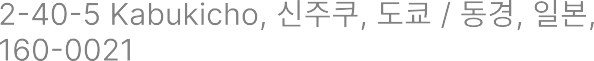 2-40-5 Kabukicho, 신주쿠, 도쿄 / 동경, 일본,
160-0021